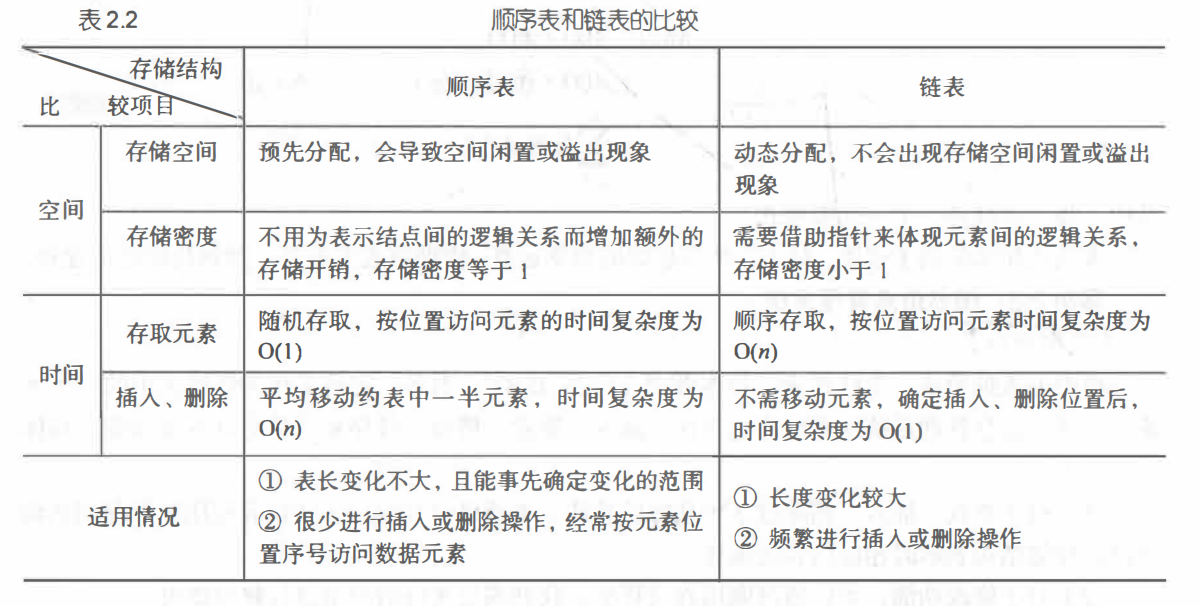 表2.2 顺序表和链表的比较
存储结构
比 较项目
顺序表
链表
空间
存储空间
预先分配，会导致空间闲置或溢出现象
动态分配，不会出现存储空间闲置或溢出
现象
存储密度
不用为表示结点间的逻辑关系而增加额外的
存储开销，存储密度等于1
需要借助指针来体现元素间的逻辑关系，
存储密度小于1
时间
存取元素
随机存取，按位置访问元素的时间复杂度为
O(1)
顺序存取，按位置访问元素时间复杂度为
O(n)
插入、删除
平均移动约表中一半元素，时间复杂度为
O(n)
不需移动元素，确定插入、删除位置后，
时间复杂度为O(1)
适用情况
① 表长变化不大，且能事先确定变化的范围
② 很少进行插入或删除操作，经常按元素位
置序号访问数据元素
① 长度变化较大
② 频繁进行插入或删除操作